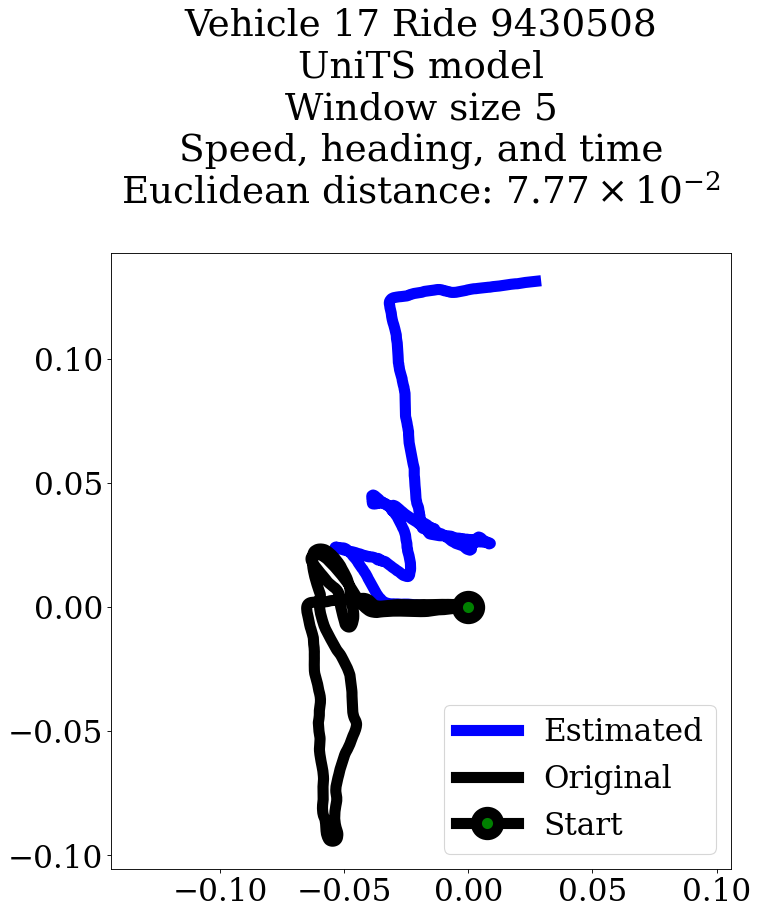 Vehicle 17 Ride 9430508
UniTS model
Window size 5
Speed, heading, and time
Euclidean distance: $7.77 \times 10^{-2}$
0.10
0.05
0.00
−0.05
−0.10
Estimated
Original
Start
−0.10 −0.05 0.00 0.05 0.10